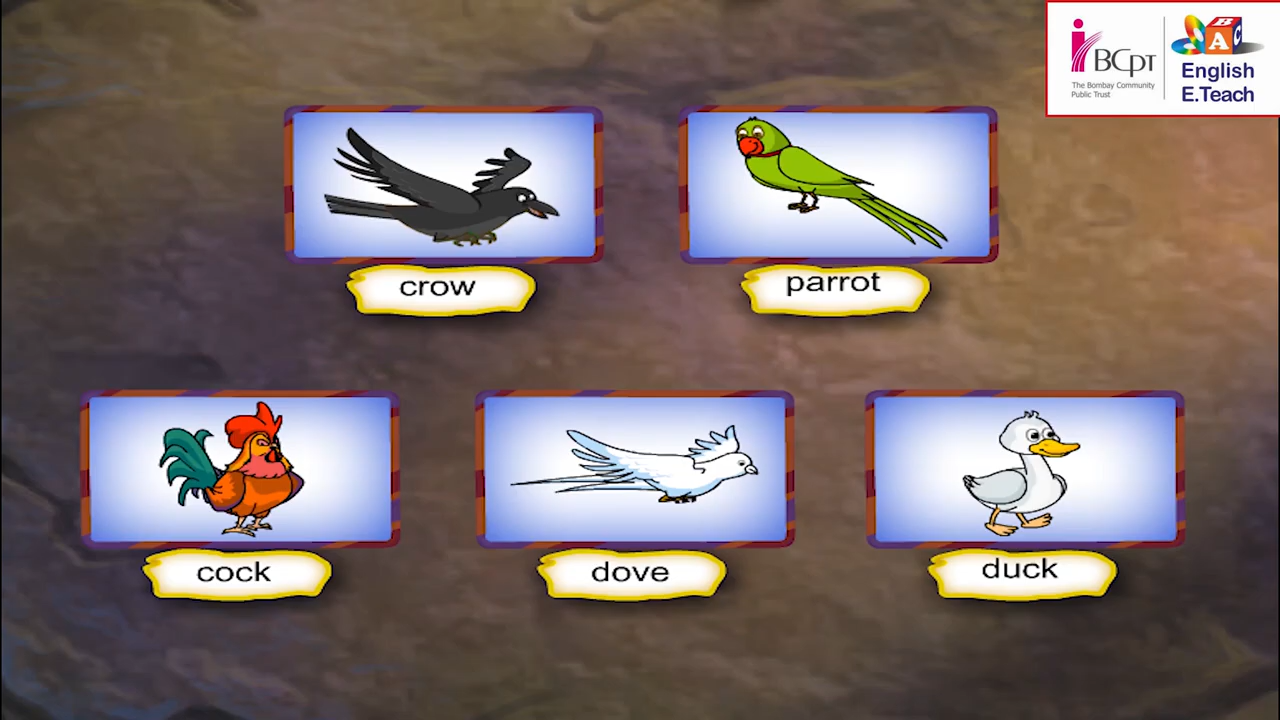 BCPT
The Bombay Community
Public Trust
B
A
C
English
E.Teach
crow
parrot
cock
dove
duck